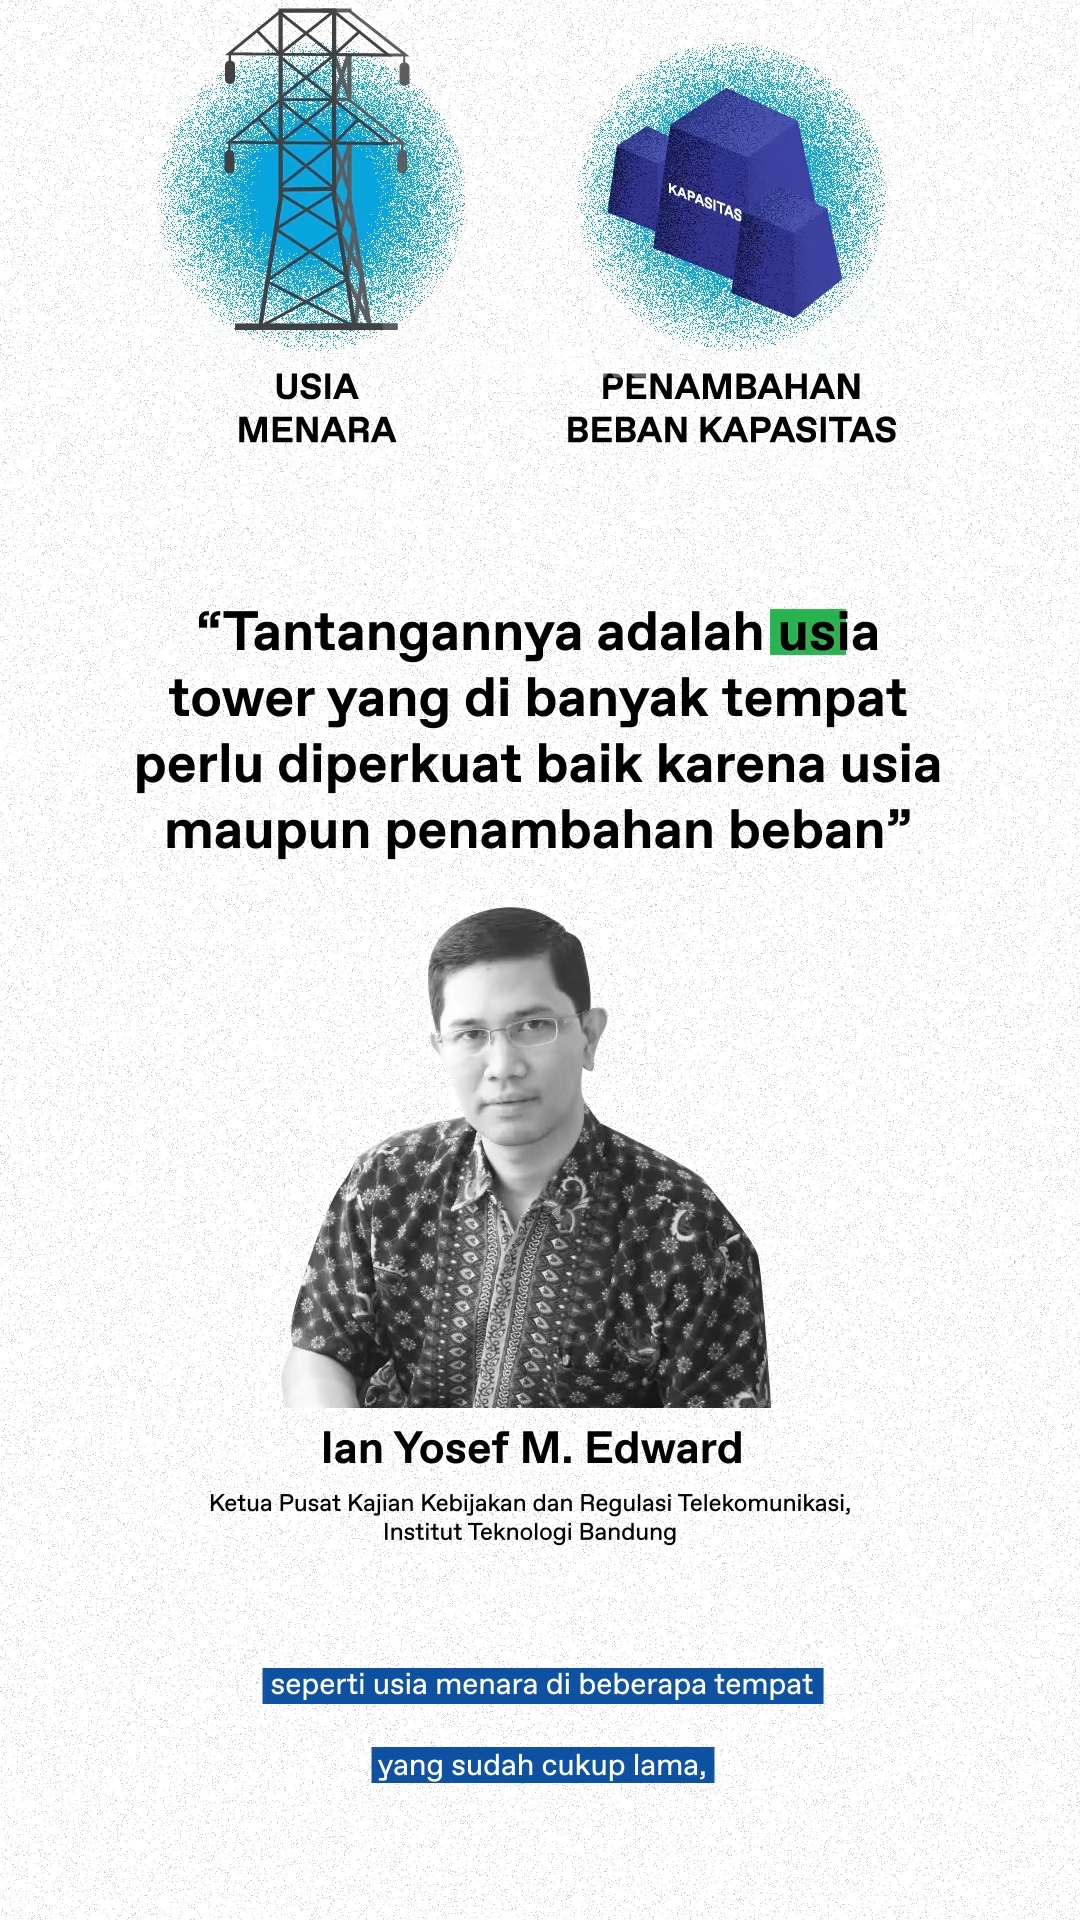 KAPASITAS
USIA
MENARA
PENAMBAHAN
BEBAN KAPASITAS
“Tantangannya adalah usia
tower yang di banyak tempat
perlu diperkuat baik karena usia
maupun penambahan beban”
Ian Yosef M. Edward
Ketua Pusat Kajian Kebijakan dan Regulasi Telekomunikasi,
Institut Teknologi Bandung
seperti usia menara di beberapa tempat
yang sudah cukup lama,